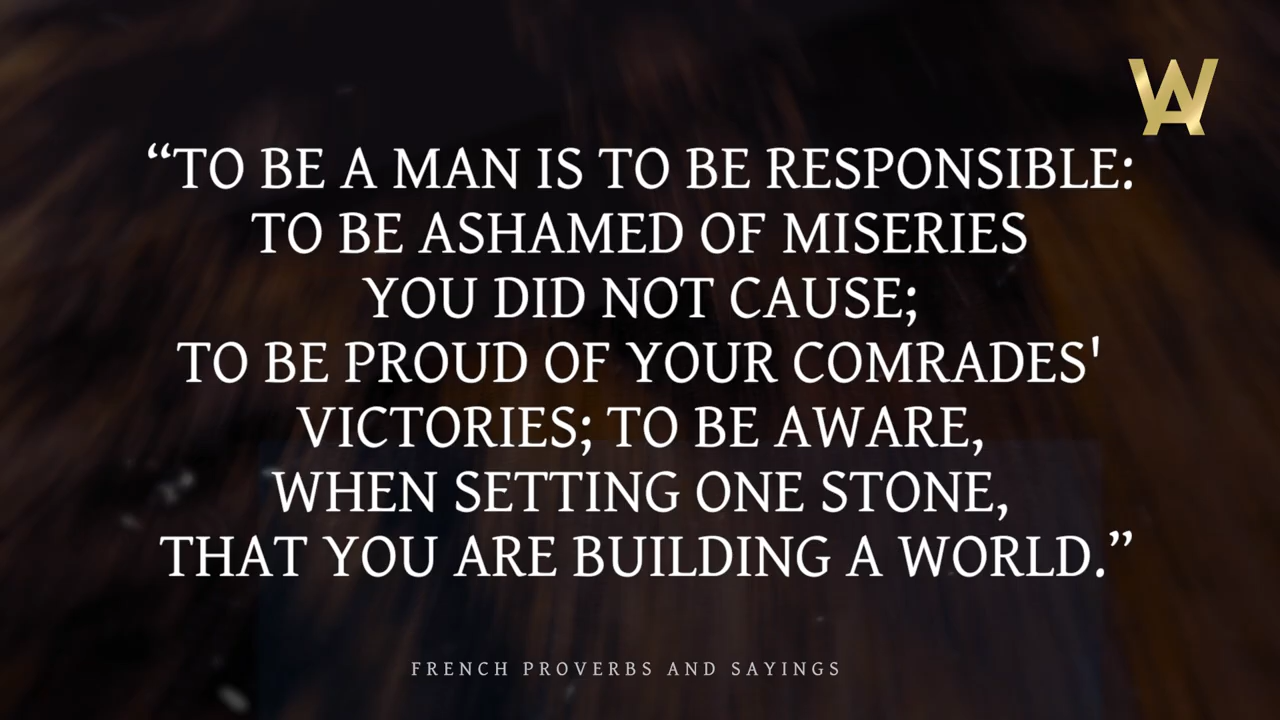 WA
“TO BE A MAN IS TO BE RESPONSIBLE:
TO BE ASHAMED OF MISERIES
YOU DID NOT CAUSE;
TO BE PROUD OF YOUR COMRADES'
VICTORIES; TO BE AWARE,
WHEN SETTING ONE STONE,
THAT YOU ARE BUILDING A WORLD.”
FRENCH PROVERBS AND SAYINGS